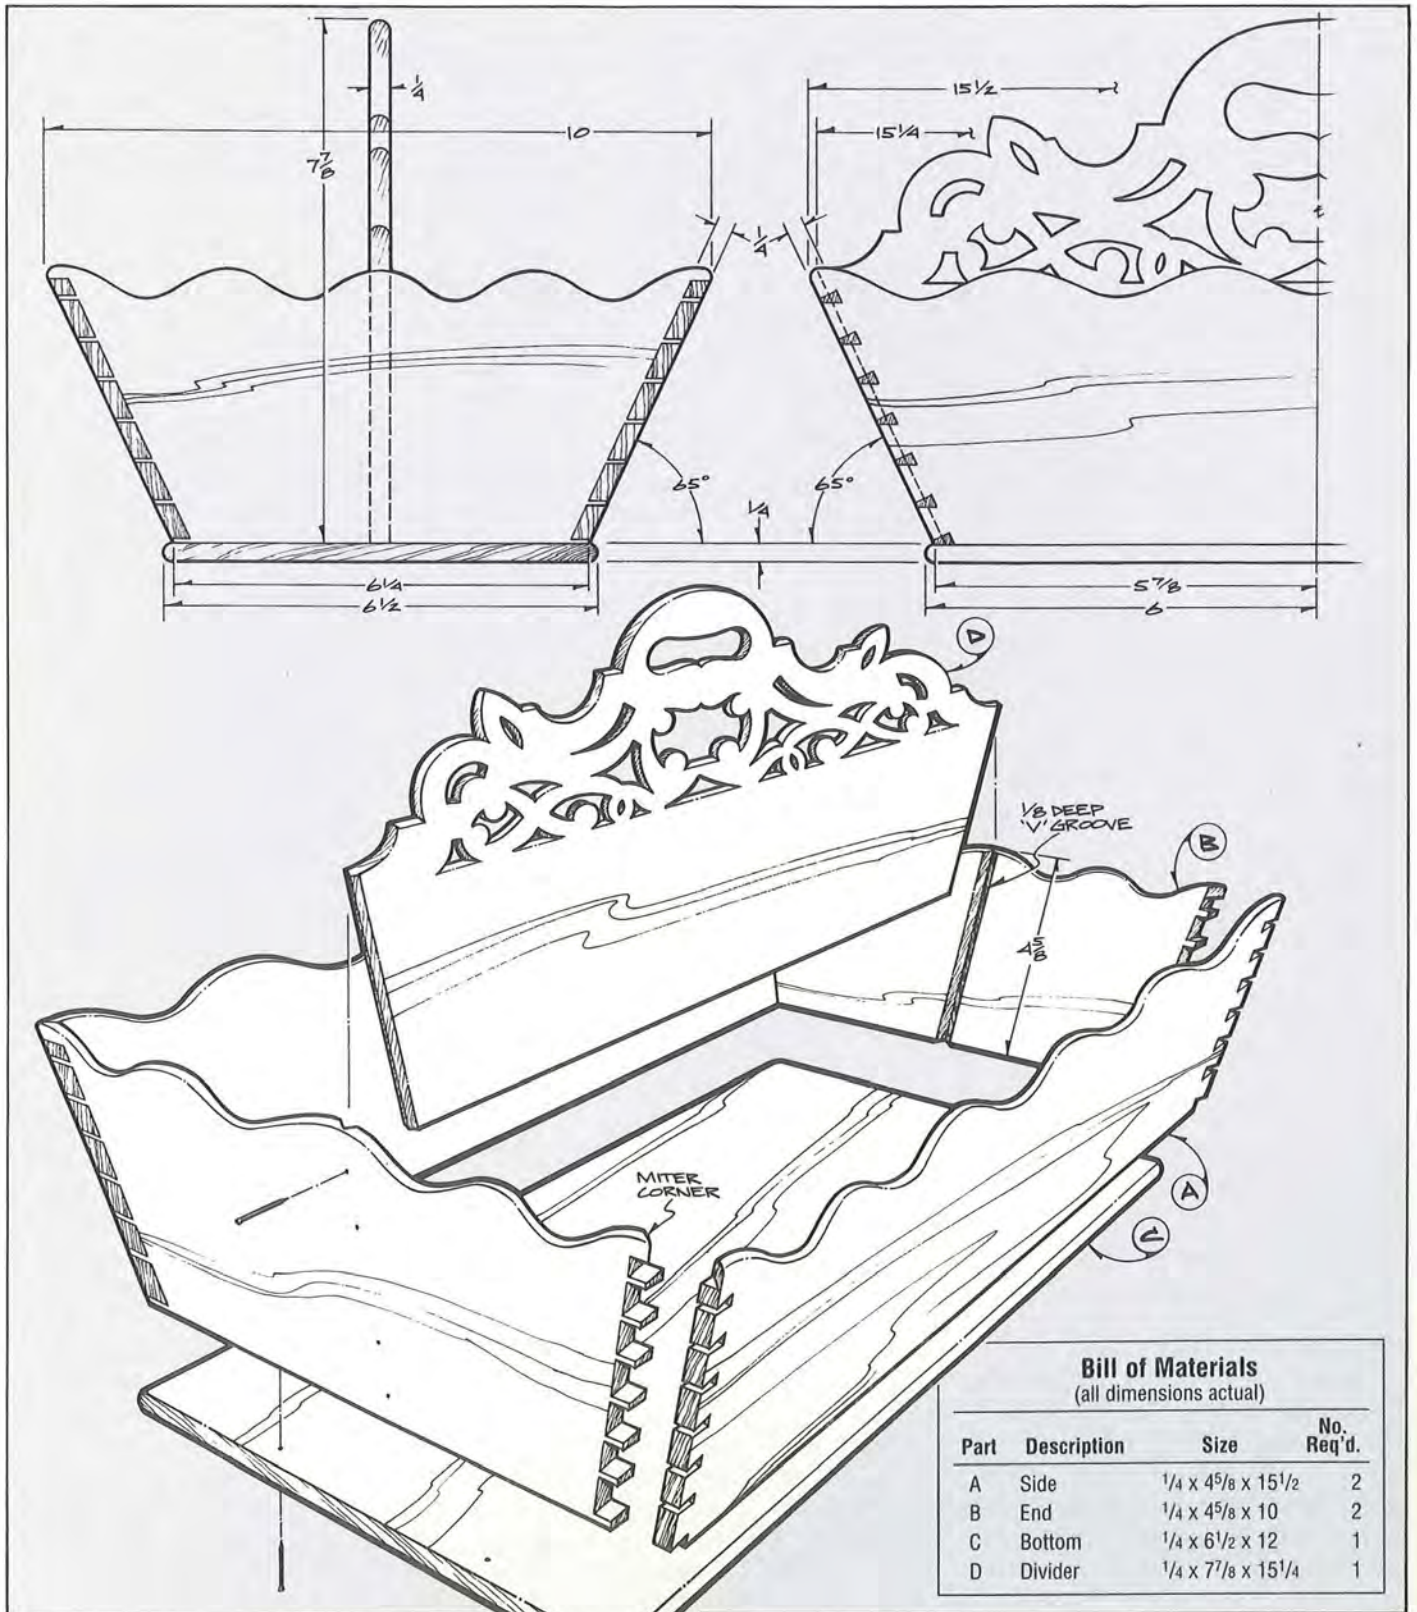 15 1/2
1/4
10
15 1/4
7 7/8
1/4
65°
65°
1/4
6 1/4
5 7/8
6 1/2
6
D
1/8 DEEP
'V' GROOVE
B
4 5/8
MITER
CORNER
A
C
Bill of Materials
(all dimensions actual)
Part Description Size No. Req'd.
A Side 1/4 x 4 5/8 x 15 1/2 2
B End 1/4 x 4 5/8 x 10 2
C Bottom 1/4 x 6 1/2 x 12 1
D Divider 1/4 x 7 7/8 x 15 1/4 1